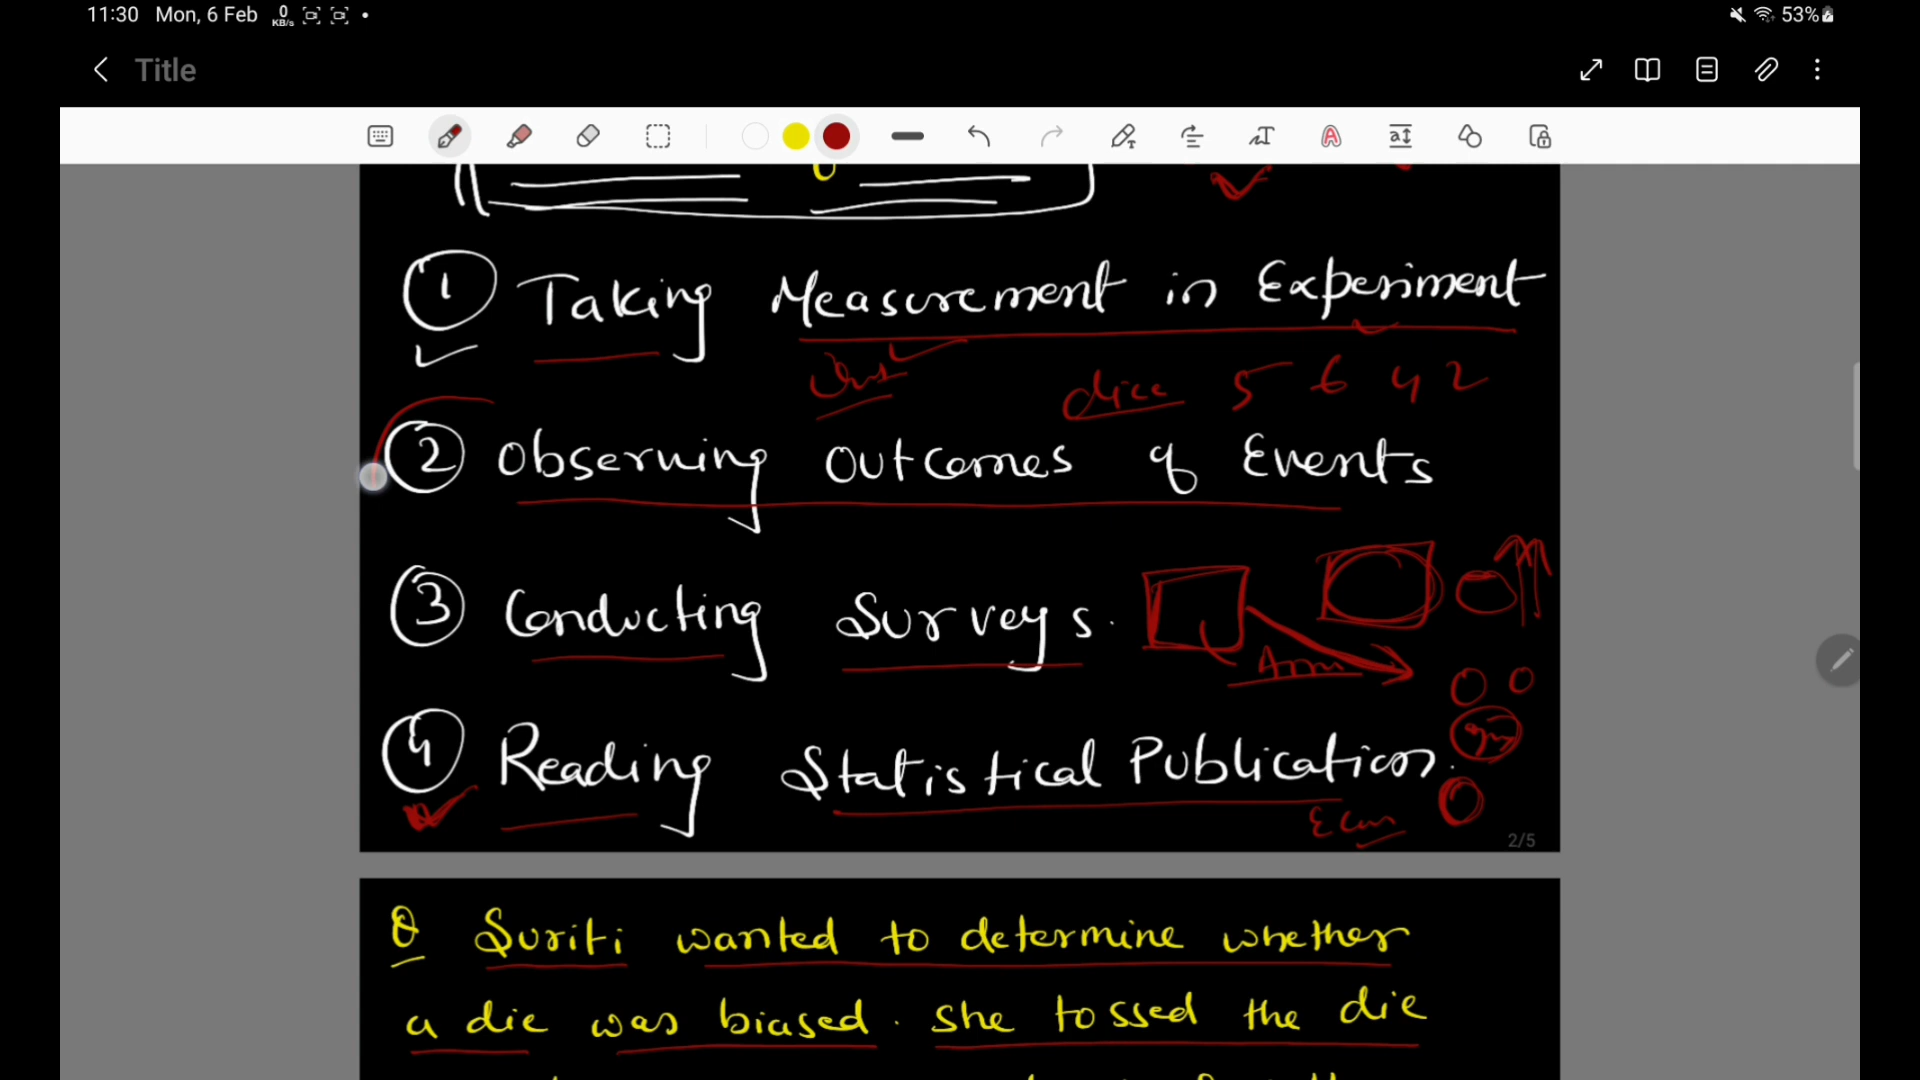 11:30 Mon, 6 Feb 0 KB/s 53%
Title
1 Taking Measurement in Experiment
dice 5 6 4 2
2 Observing Outcomes of Events
3 Conducting Surveys.
4 Reading Statistical Publication.
2/5
Q Suriti wanted to determine whether
a die was biased. She tossed the die